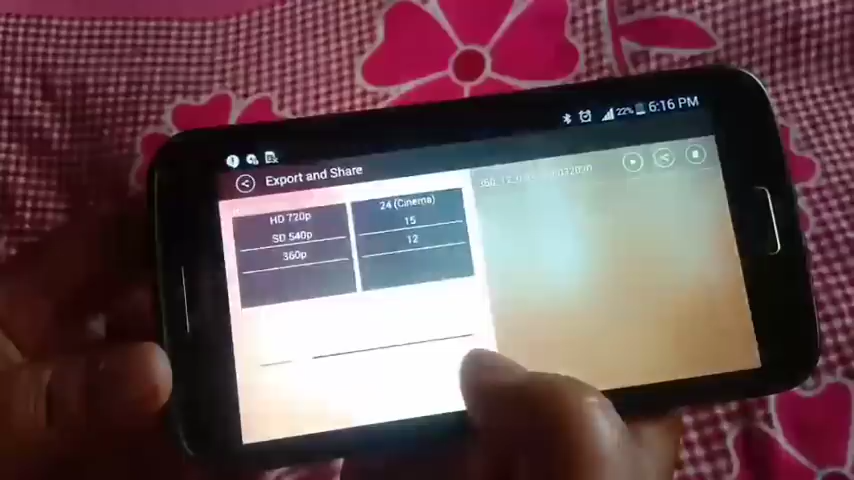 22% 6:16 PM
Export and Share
HD 720p
SD 540p
360p
24 (Cinema)
15
12